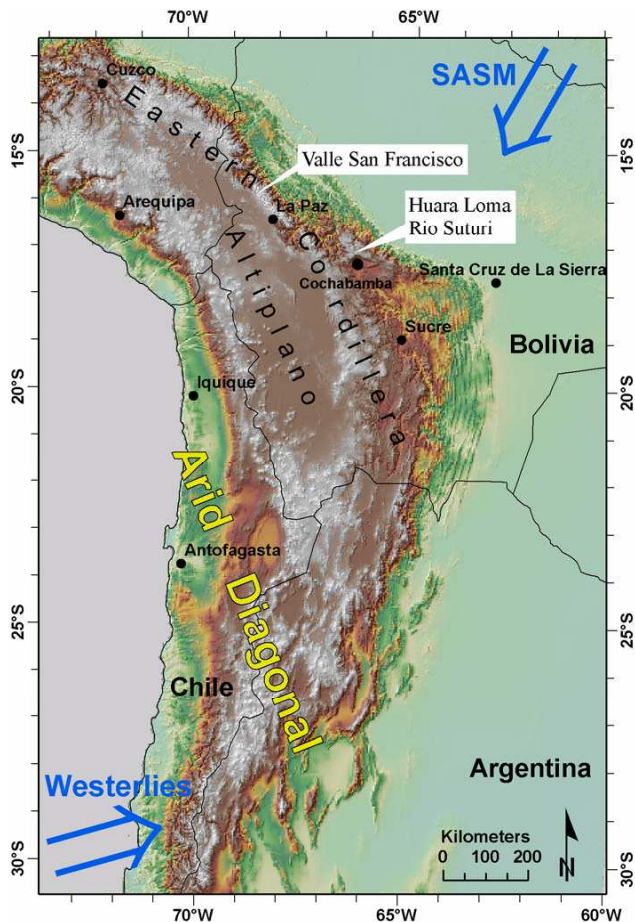 70°W
65°W
SASM
Cuzco
Eastern Cordillera
15°S
15°S
Valle San Francisco
Arequipa
La Paz
Huara Loma
Rio Suturi
Altiplano
Cochabamba
Santa Cruz de La Sierra
Sucre
Bolivia
20°S
20°S
Iquique
Arid Diagonal
Antofagasta
25°S
25°S
Chile
Westerlies
Argentina
Kilometers
0 100 200
N
30°S
30°S
70°W
65°W
60°W